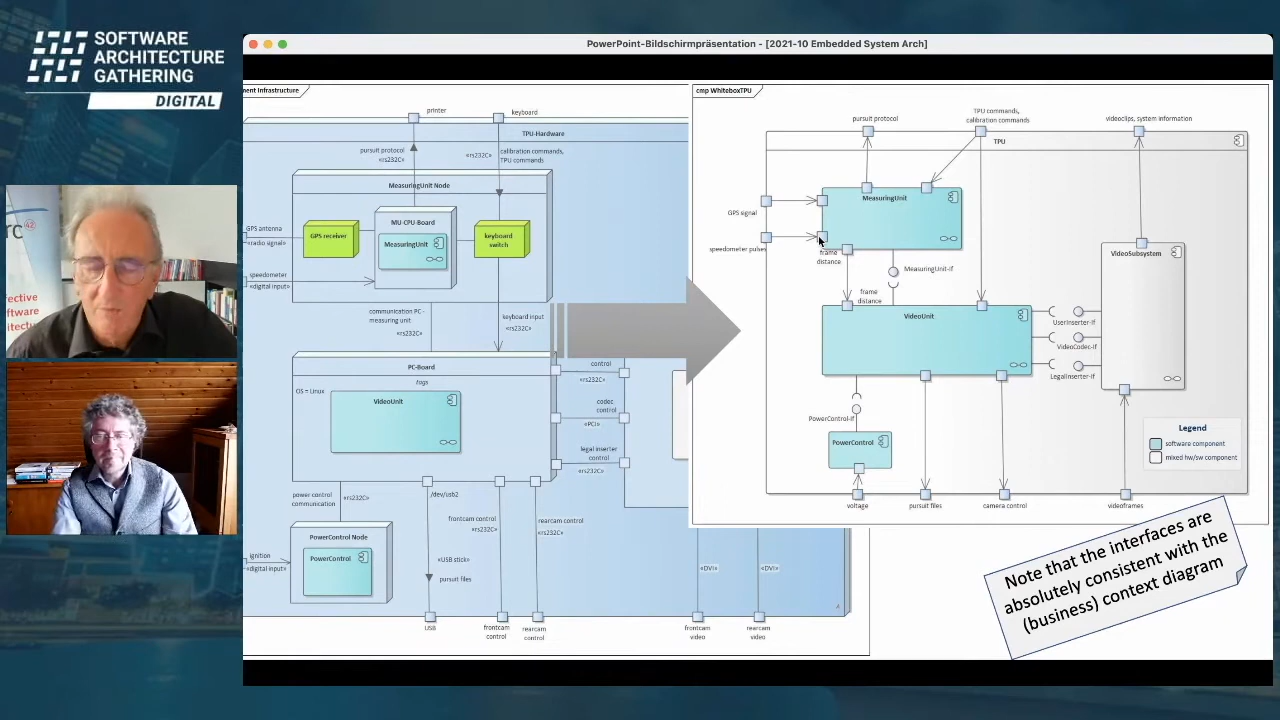 SOFTWARE
ARCHITECTURE
GATHERING
DIGITAL
PowerPoint-Bildschirmpräsentation - [2021-10 Embedded System Arch]
ment Infrastructure
printer
keyboard
TPU-Hardware
pursuit protocol
«rs232C»
«rs232C»
calibration commands,
TPU commands
MeasuringUnit Node
GPS antenna
«radio signal»
GPS receiver
MU-CPU-Board
MeasuringUnit
keyboard
switch
speedometer
«digital input»
communication PC -
measuring unit
«rs232C»
keyboard input
«rs232C»
PC-Board
tags
OS = Linux
VideoUnit
control
«rs232C»
codec
control
«PCI»
legal inserter
control
«rs232C»
power control
communication
«rs232C»
/dev/usb2
frontcam control
«rs232C»
rearcam control
«rs232C»
PowerControl Node
PowerControl
ignition
«digital input»
«USB stick»
pursuit files
«DVI»
«DVI»
USB
frontcam
control
rearcam
control
frontcam
video
rearcam
video
cmp WhiteboxTPU
pursuit protocol
TPU commands,
calibration commands
videoclips, system information
TPU
MeasuringUnit
GPS signal
speedometer pulses
frame
distance
MeasuringUnit-If
frame
distance
VideoSubsystem
VideoUnit
UserInserter-If
VideoCodec-If
LegalInserter-If
PowerControl-If
PowerControl
Legend
software component
mixed hw/sw component
voltage
pursuit files
camera control
videoframes
Note that the interfaces are
absolutely consistent with the
(business) context diagram
rc
42
ective
oftware
hitectu